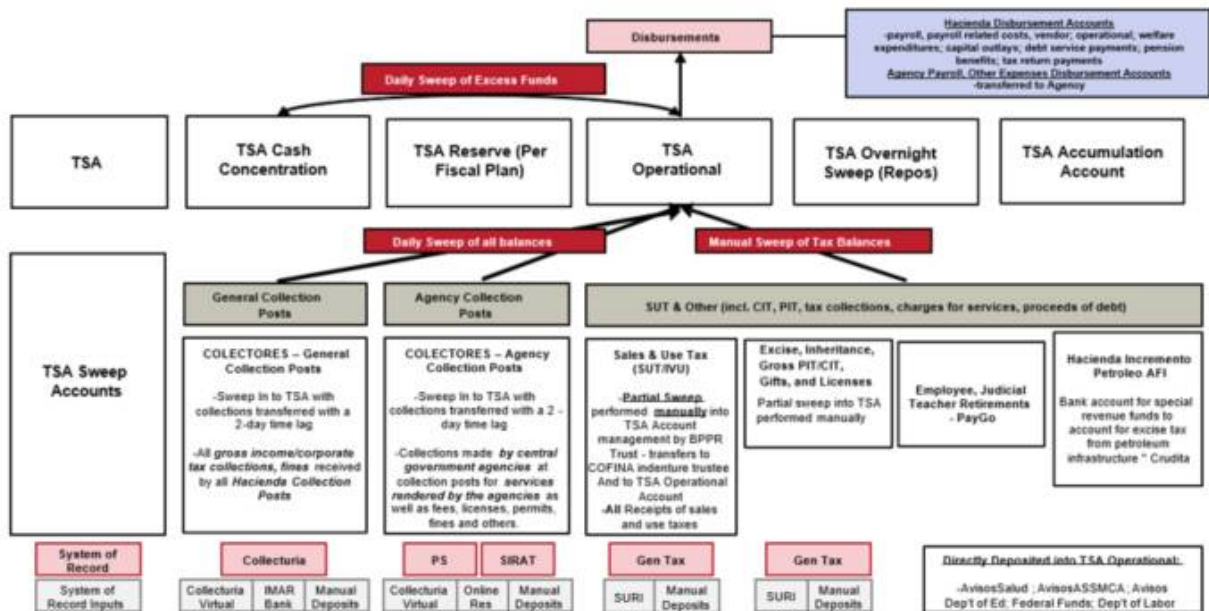 Disbursements
Hacienda Disbursement Accounts
-payroll, payroll related costs, vendor; operational, welfare
expenditures; capital outlays; debt service payments; pension
benefits; tax return payments
Agency Payroll, Other Expenses Disbursement Accounts
-transferred to Agency
Daily Sweep of Excess Funds
TSA
TSA Cash
Concentration
TSA Reserve (Per
Fiscal Plan)
TSA
Operational
TSA Overnight
Sweep (Repos)
TSA Accumulation
Account
Daily Sweep of all balances
Manual Sweep of Tax Balances
TSA Sweep
Accounts
General Collection
Posts
Agency Collection
Posts
SUT & Other (incl. CIT, PIT, tax collections, charges for services, proceeds of debt)
COLECTORES – General
Collection Posts
-Sweep In to TSA with
collections transferred with a
2-day time lag
-All gross income/corporate
tax collections, fines received
by all Hacienda Collection
Posts
COLECTORES – Agency
Collection Posts
-Sweep In to TSA with
collections transferred with a 2 -
day time lag
-Collections made by central
government agencies at
collection posts for services
rendered by the agencies as
well as fees, licenses, permits,
fines and others.
Sales & Use Tax
(SUT/IVU)
-Partial Sweep
performed manually into
TSA Account
management by BPPR
Trust - transfers to
COFINA indenture trustee
And to TSA Operational
Account
-All Receipts of sales
and use taxes
Excise, Inheritance,
Gross PIT/CIT,
Gifts, and Licenses
Partial sweep into TSA
performed manually
Employee, Judicial
Teacher Retirements
- PayGo
Hacienda Incremento
Petroleo AFI
Bank account for special
revenue funds to
account for excise tax
from petroleum
infrastructure " Crudita
System of
Record
Collecturia
PS
SIRAT
Gen Tax
Gen Tax
System of
Record Inputs
Collecturia
Virtual
IMAR
Bank
Manual
Deposits
Collecturia
Virtual
Online
Res
Manual
Deposits
SURI
Manual
Deposits
SURI
Manual
Deposits
Directly Deposited into TSA Operational:
-AvisosSalud ; AvisosASSMCA; Avisos
Dep't of Ed; Federal Funds; Dep't of Labor